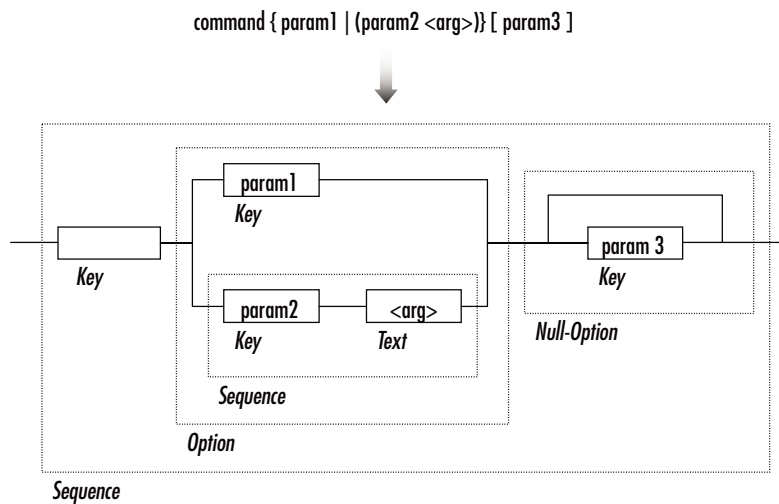 command { param1 | (param2 <arg>)} [ param3 ]
param1
Key
Key
param 3
Key
param2
<arg>
Key
Text
Null-Option
Sequence
Option
Sequence